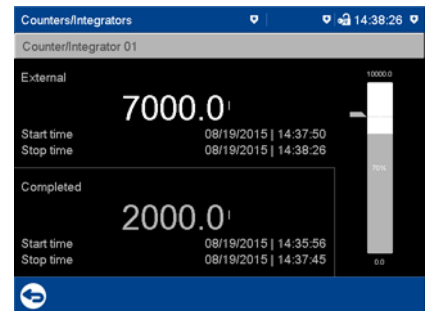 Counters/Integrators 14:38:26
Counter/Integrator 01
External
10000.0
7000.0 l
Start time 08/19/2015 | 14:37:50
Stop time 08/19/2015 | 14:38:26
70%
Completed
2000.0 l
Start time 08/19/2015 | 14:35:56
Stop time 08/19/2015 | 14:37:45
0.0